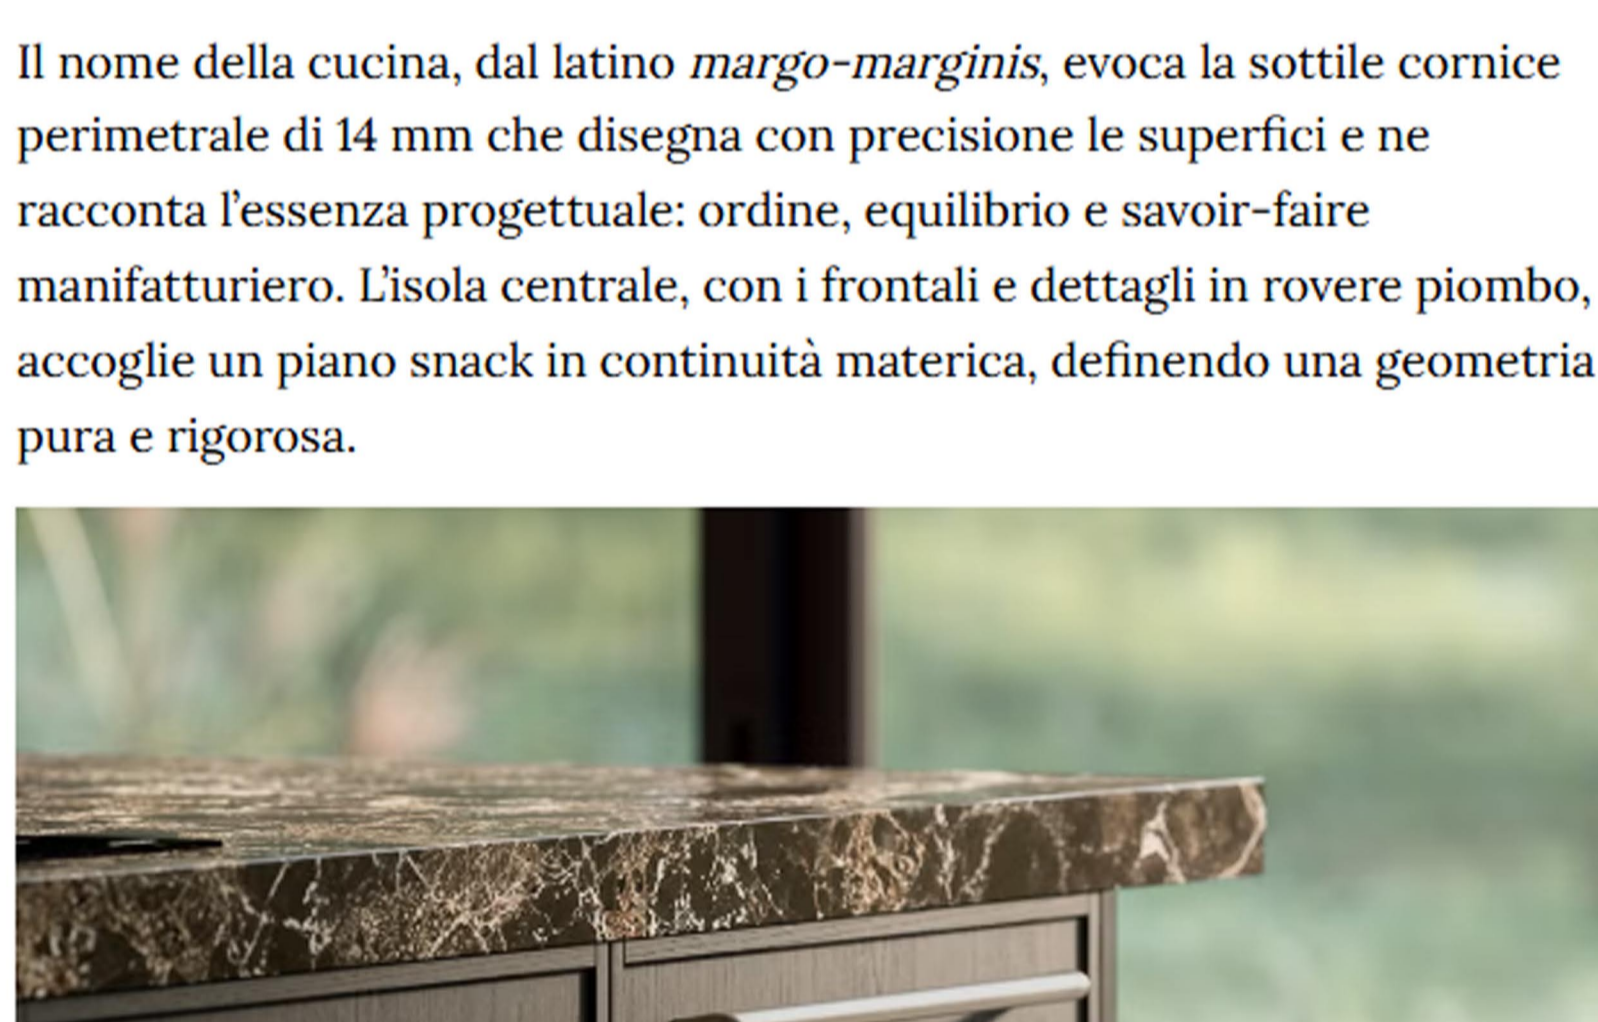 Il nome della cucina, dal latino margo-marginis, evoca la sottile cornice
perimetrale di 14 mm che disegna con precisione le superfici e ne
racconta l’essenza progettuale: ordine, equilibrio e savoir-faire
manifatturiero. L’isola centrale, con i frontali e dettagli in rovere piombo,
accoglie un piano snack in continuità materica, definendo una geometria
pura e rigorosa.